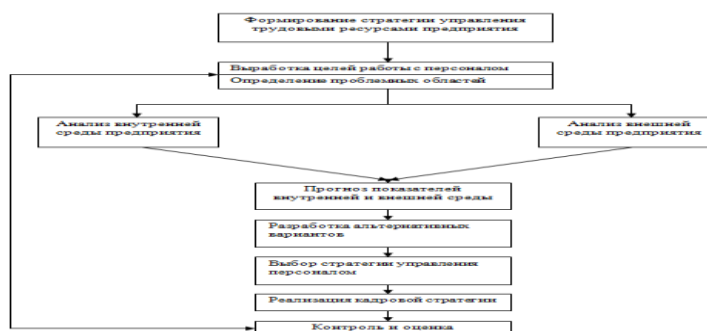 Формирование стратегии управления
трудовыми ресурсами предприятия
Выработка целей работы с персоналом
Определение проблемных областей
Анализ внутренней
среды предприятия
Анализ внешней
среды предприятия
Прогноз показателей
внутренней и внешней среды
Разработка альтернативных
вариантов
Выбор стратегии управления
персоналом
Реализация кадровой стратегии
Контроль и оценка